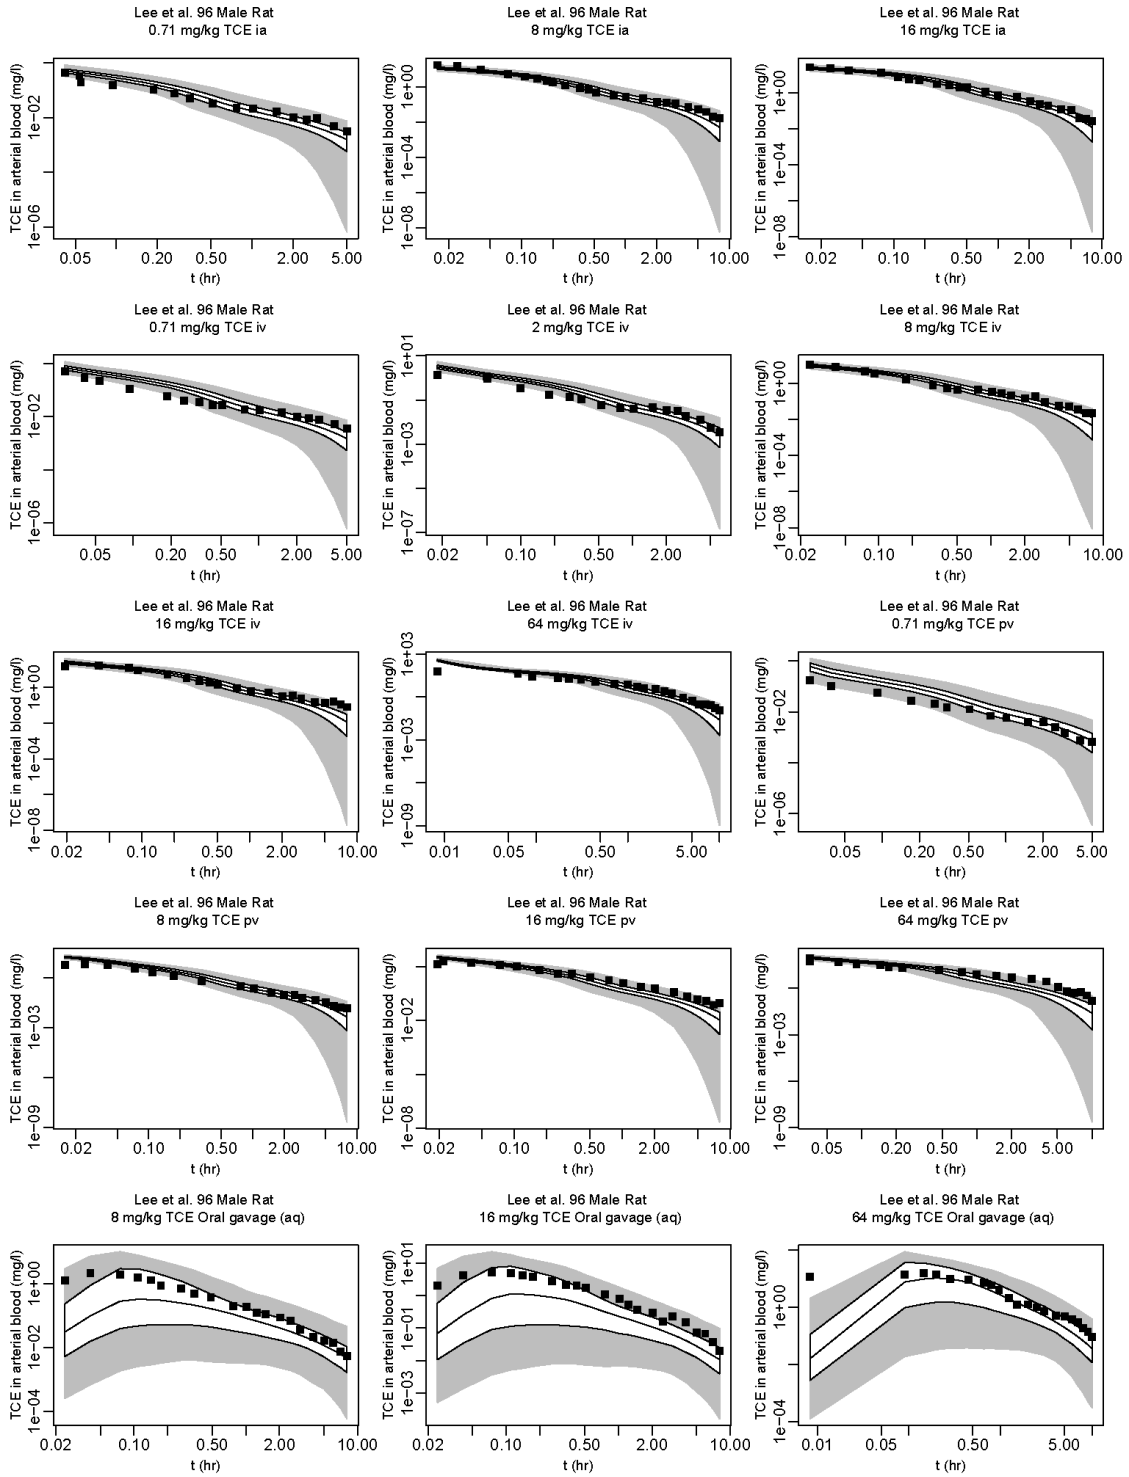 Lee et al. 96 Male Rat
0.71 mg/kg TCE ia
TCE in arterial blood (mg/l)
1e−02
1e−06
0.05 0.20 0.50 2.00 5.00
t (hr)
Lee et al. 96 Male Rat
8 mg/kg TCE ia
TCE in arterial blood (mg/l)
1e+00
1e−04
1e−08
0.02 0.10 0.50 2.00 10.00
t (hr)
Lee et al. 96 Male Rat
16 mg/kg TCE ia
TCE in arterial blood (mg/l)
1e+00
1e−04
1e−08
0.02 0.10 0.50 2.00 10.00
t (hr)
Lee et al. 96 Male Rat
0.71 mg/kg TCE iv
TCE in arterial blood (mg/l)
1e−02
1e−06
0.05 0.20 0.50 2.00 5.00
t (hr)
Lee et al. 96 Male Rat
2 mg/kg TCE iv
TCE in arterial blood (mg/l)
1e+01
1e−03
1e−07
0.02 0.10 0.50 2.00
t (hr)
Lee et al. 96 Male Rat
8 mg/kg TCE iv
TCE in arterial blood (mg/l)
1e+00
1e−04
1e−08
0.02 0.10 0.50 2.00 10.00
t (hr)
Lee et al. 96 Male Rat
16 mg/kg TCE iv
TCE in arterial blood (mg/l)
1e+00
1e−04
1e−08
0.02 0.10 0.50 2.00 10.00
t (hr)
Lee et al. 96 Male Rat
64 mg/kg TCE iv
TCE in arterial blood (mg/l)
1e+03
1e−03
1e−09
0.01 0.05 0.50 5.00
t (hr)
Lee et al. 96 Male Rat
0.71 mg/kg TCE pv
TCE in arterial blood (mg/l)
1e−02
1e−06
0.05 0.20 0.50 2.00 5.00
t (hr)
Lee et al. 96 Male Rat
8 mg/kg TCE pv
TCE in arterial blood (mg/l)
1e−03
1e−09
0.02 0.10 0.50 2.00 10.00
t (hr)
Lee et al. 96 Male Rat
16 mg/kg TCE pv
TCE in arterial blood (mg/l)
1e−02
1e−08
0.02 0.10 0.50 2.00 10.00
t (hr)
Lee et al. 96 Male Rat
64 mg/kg TCE pv
TCE in arterial blood (mg/l)
1e−03
1e−09
0.05 0.20 0.50 2.00 5.00
t (hr)
Lee et al. 96 Male Rat
8 mg/kg TCE Oral gavage (aq)
TCE in arterial blood (mg/l)
1e+00
1e−02
1e−04
0.02 0.10 0.50 2.00 10.00
t (hr)
Lee et al. 96 Male Rat
16 mg/kg TCE Oral gavage (aq)
TCE in arterial blood (mg/l)
1e+01
1e−01
1e−03
0.02 0.10 0.50 2.00 10.00
t (hr)
Lee et al. 96 Male Rat
64 mg/kg TCE Oral gavage (aq)
TCE in arterial blood (mg/l)
1e+00
1e−04
0.01 0.05 0.50 5.00
t (hr)